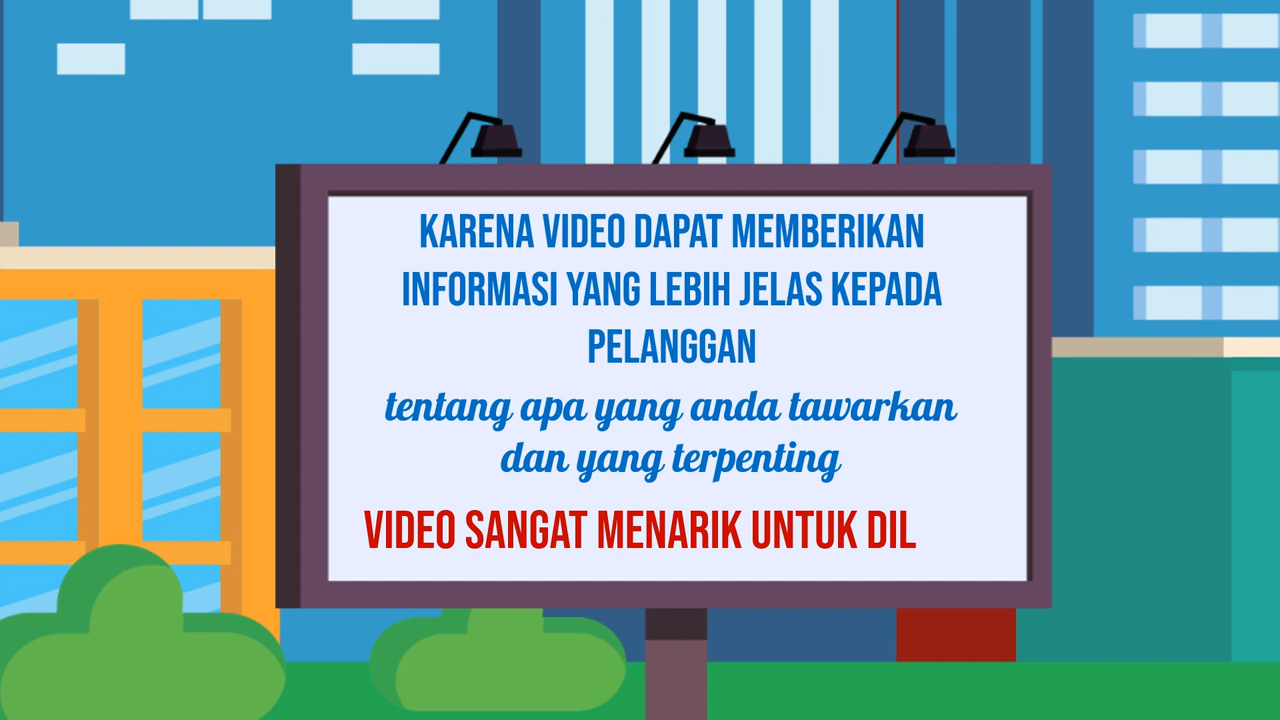 KARENA VIDEO DAPAT MEMBERIKAN
INFORMASI YANG LEBIH JELAS KEPADA
PELANGGAN
tentang apa yang anda tawarkan
dan yang terpenting
VIDEO SANGAT MENARIK UNTUK DIL